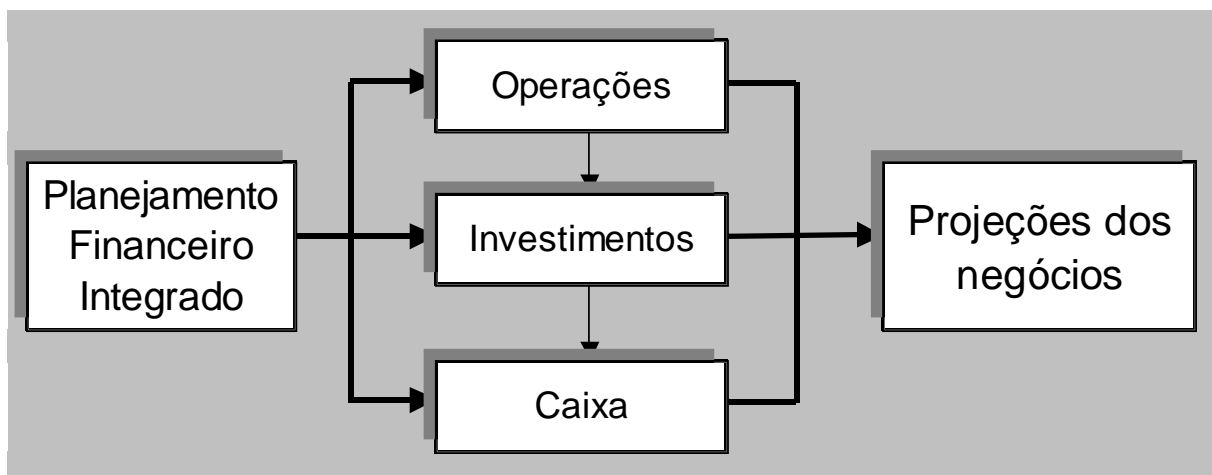 Planejamento
Financeiro
Integrado
Operações
Investimentos
Caixa
Projeções dos
negócios